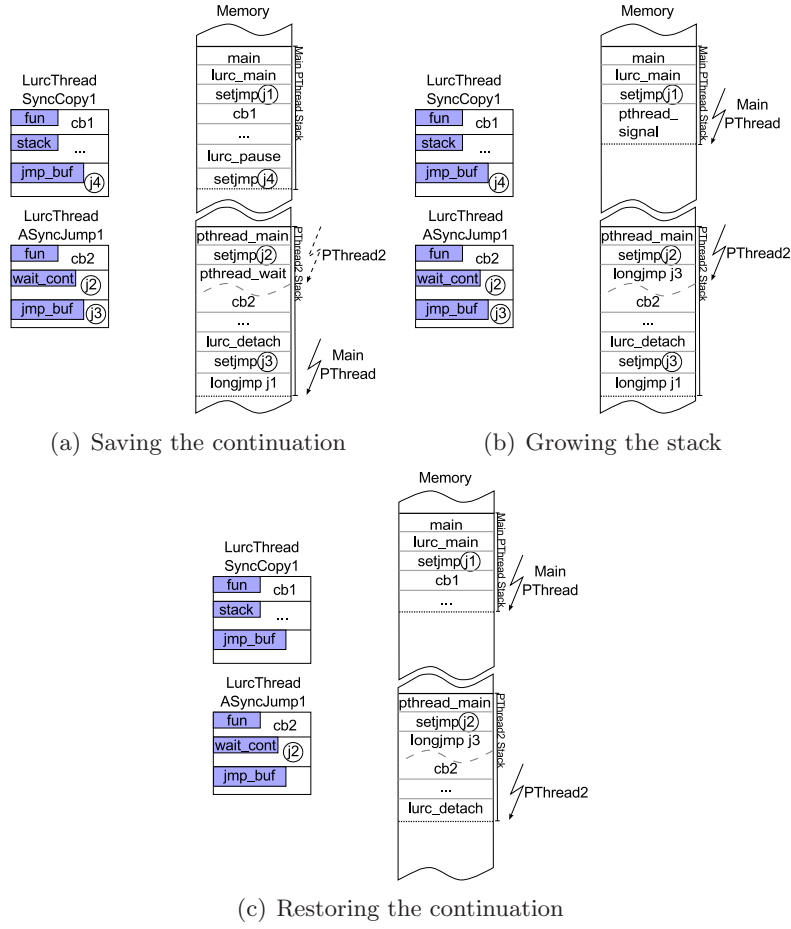 Memory
LurcThread
SyncCopy1
fun
cb1
stack
...
jmp_buf
j4
LurcThread
ASyncJump1
fun
cb2
wait_cont
j2
jmp_buf
j3
main
lurc_main
setjmp j1
cb1
...
lurc_pause
setjmp j4
Main PThread Stack
pthread_main
setjmp j2
pthread_wait
cb2
...
lurc_detach
setjmp j3
longjmp j1
PThread2 Stack
PThread2
Main
PThread
(a) Saving the continuation
Memory
LurcThread
SyncCopy1
fun
cb1
stack
...
jmp_buf
j4
LurcThread
ASyncJump1
fun
cb2
wait_cont
j2
jmp_buf
j3
main
lurc_main
setjmp j1
pthread_
signal
Main PThread Stack
Main
PThread
pthread_main
setjmp j2
longjmp j3
cb2
...
lurc_detach
setjmp j3
longjmp j1
PThread2 Stack
PThread2
(b) Growing the stack
Memory
LurcThread
SyncCopy1
fun
cb1
stack
...
jmp_buf
LurcThread
ASyncJump1
fun
cb2
wait_cont
j2
jmp_buf
main
lurc_main
setjmp j1
cb1
...
Main PThread Stack
Main
PThread
pthread_main
setjmp j2
longjmp j3
cb2
...
lurc_detach
PThread2 Stack
PThread2
(c) Restoring the continuation